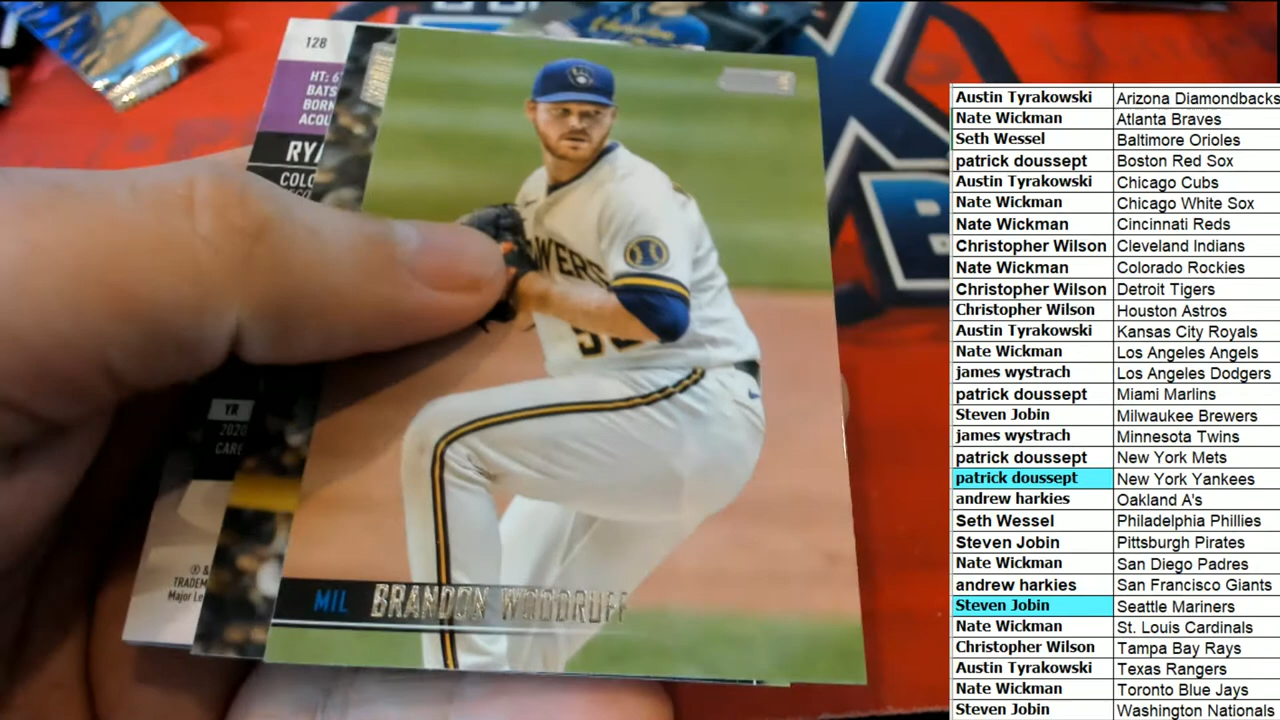 128
HT: 6'
BATS
BORN
ACQU
RYA
COLO
YR
2020
CARE
® &
TRADEM
Major Le
WERS
MIL BRANDON WOODRUFF
Austin Tyrakowski Arizona Diamondbacks
Nate Wickman Atlanta Braves
Seth Wessel Baltimore Orioles
patrick doussept Boston Red Sox
Austin Tyrakowski Chicago Cubs
Nate Wickman Chicago White Sox
Nate Wickman Cincinnati Reds
Christopher Wilson Cleveland Indians
Nate Wickman Colorado Rockies
Christopher Wilson Detroit Tigers
Christopher Wilson Houston Astros
Austin Tyrakowski Kansas City Royals
Nate Wickman Los Angeles Angels
james wystrach Los Angeles Dodgers
patrick doussept Miami Marlins
Steven Jobin Milwaukee Brewers
james wystrach Minnesota Twins
patrick doussept New York Mets
patrick doussept New York Yankees
andrew harkies Oakland A's
Seth Wessel Philadelphia Phillies
Steven Jobin Pittsburgh Pirates
Nate Wickman San Diego Padres
andrew harkies San Francisco Giants
Steven Jobin Seattle Mariners
Nate Wickman St. Louis Cardinals
Christopher Wilson Tampa Bay Rays
Austin Tyrakowski Texas Rangers
Nate Wickman Toronto Blue Jays
Steven Jobin Washington Nationals